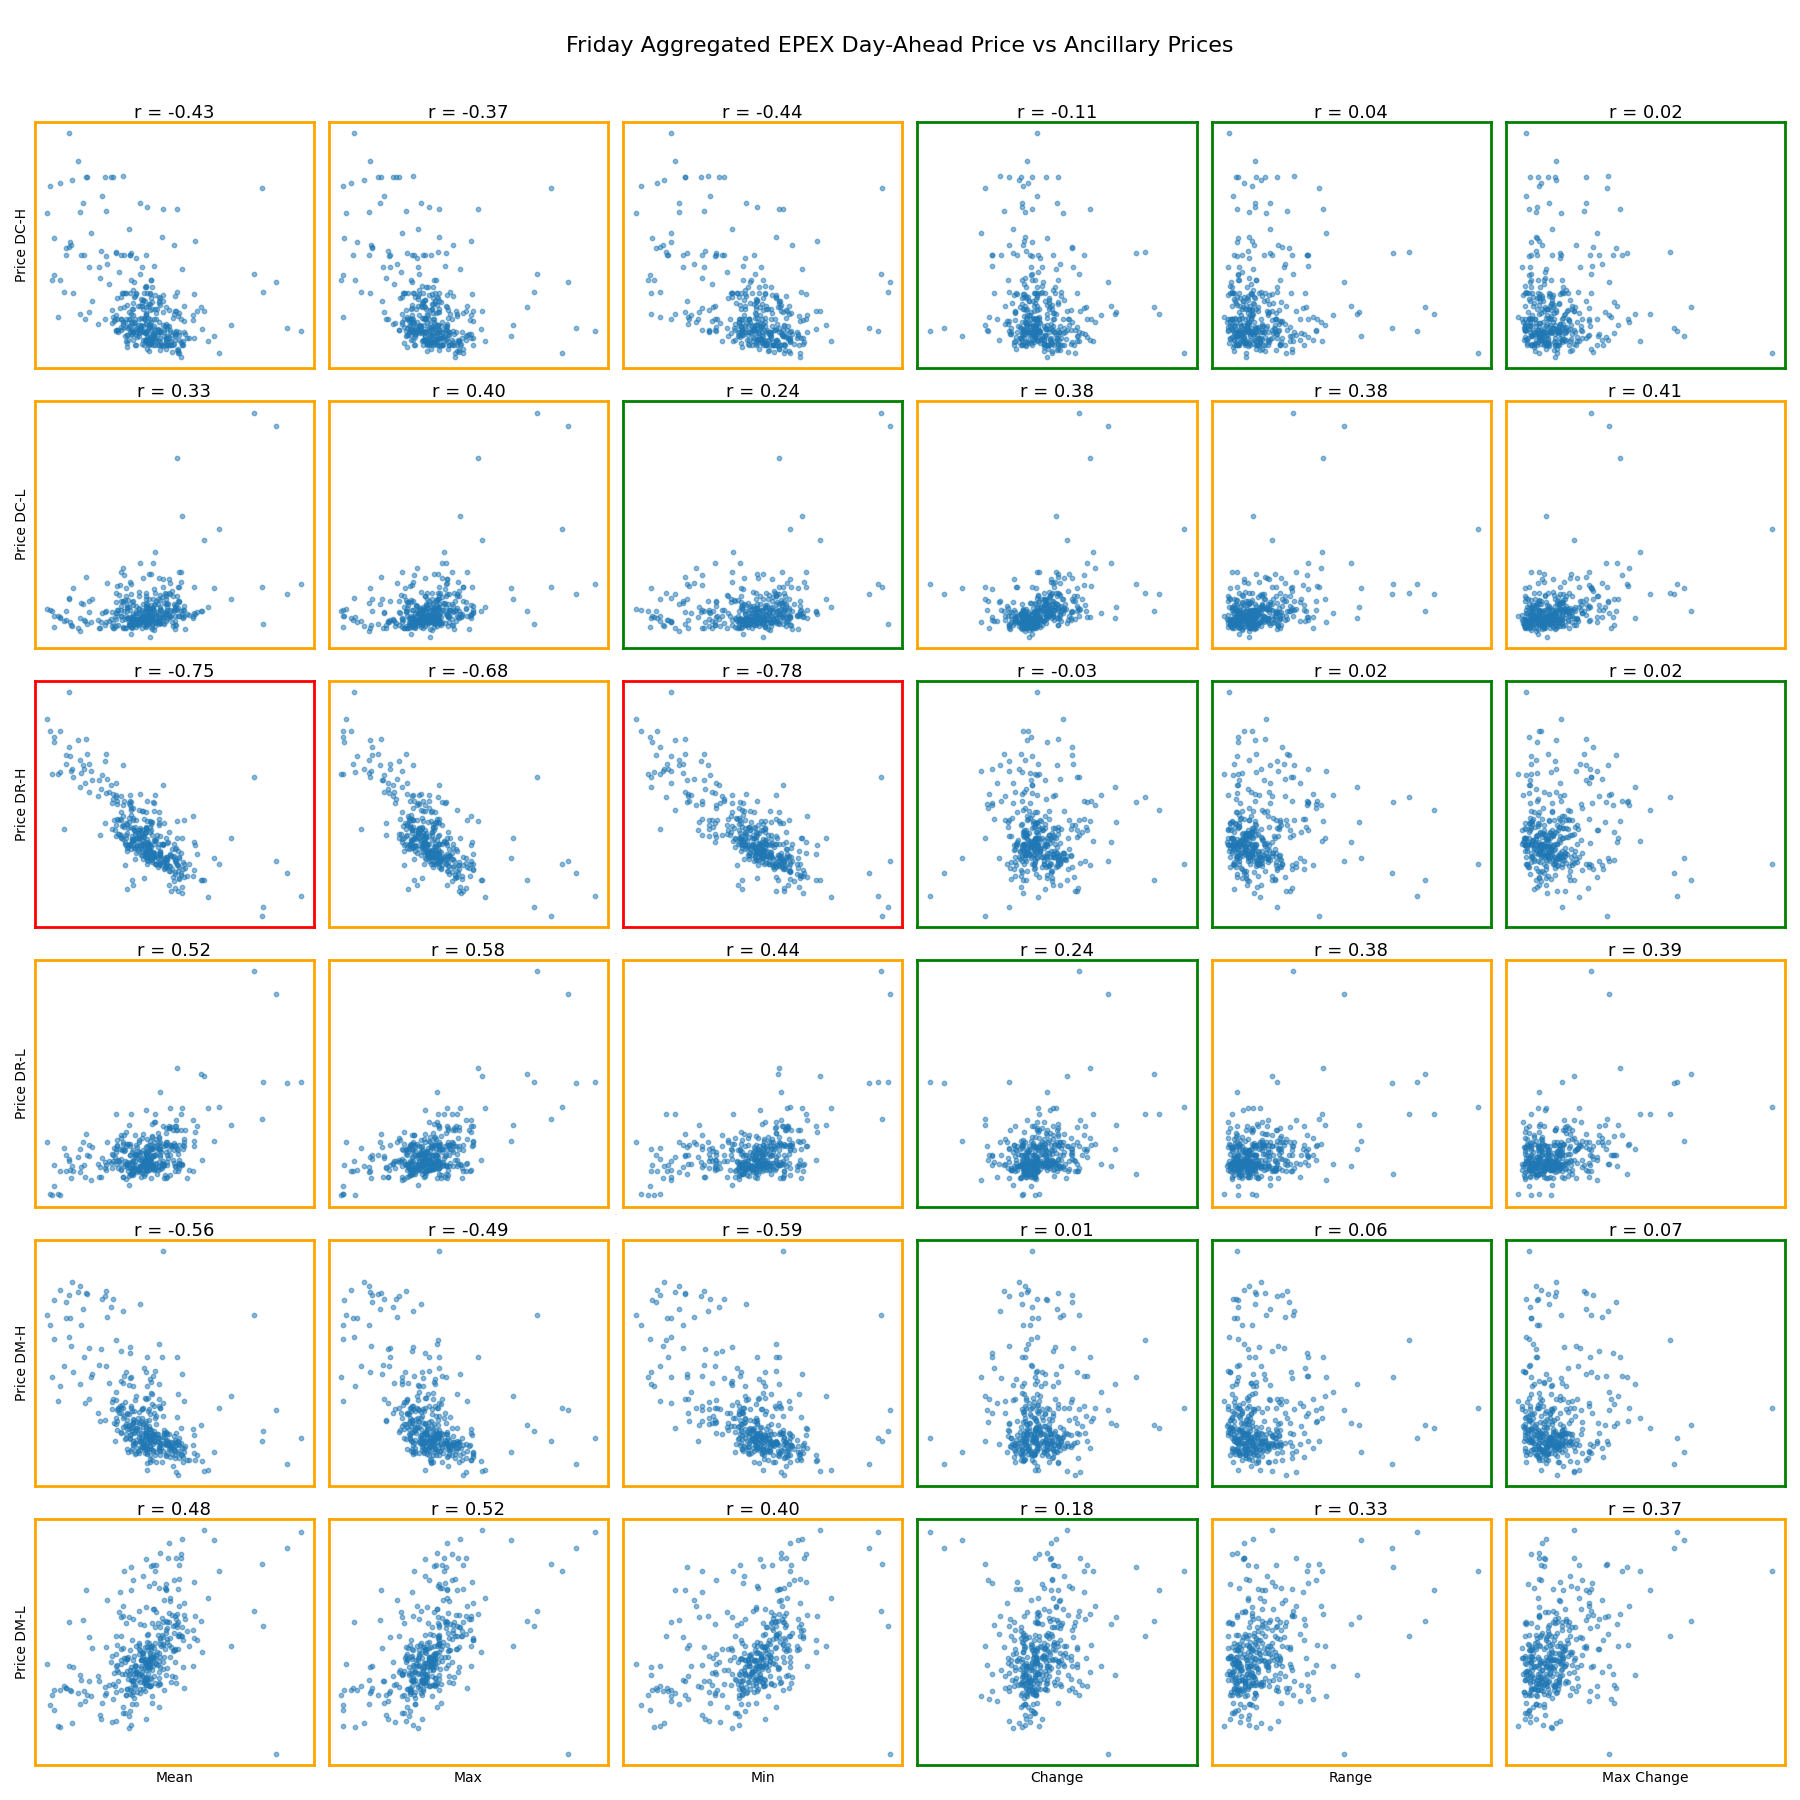 Friday Aggregated EPEX Day-Ahead Price vs Ancillary Prices
r = -0.43
r = -0.37
r = -0.44
r = -0.11
r = 0.04
r = 0.02
Price DC-H
r = 0.33
r = 0.40
r = 0.24
r = 0.38
r = 0.38
r = 0.41
Price DC-L
r = -0.75
r = -0.68
r = -0.78
r = -0.03
r = 0.02
r = 0.02
Price DR-H
r = 0.52
r = 0.58
r = 0.44
r = 0.24
r = 0.38
r = 0.39
Price DR-L
r = -0.56
r = -0.49
r = -0.59
r = 0.01
r = 0.06
r = 0.07
Price DM-H
r = 0.48
r = 0.52
r = 0.40
r = 0.18
r = 0.33
r = 0.37
Price DM-L
Mean
Max
Min
Change
Range
Max Change